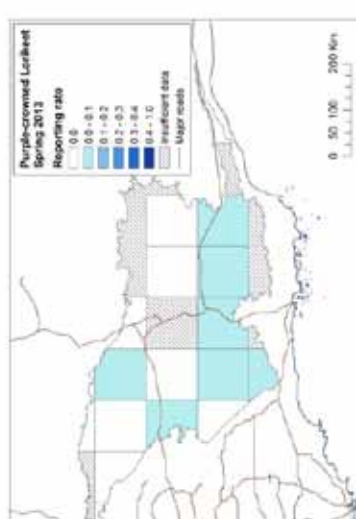 Purple-crowned Lorikeet
Spring 2013
Reporting rate
0.0
0.0 - 0.1
0.1 - 0.2
0.2 - 0.3
0.3 - 0.4
0.4 - 1.0
Insufficient data
Major roads
0 50 100 200 Km